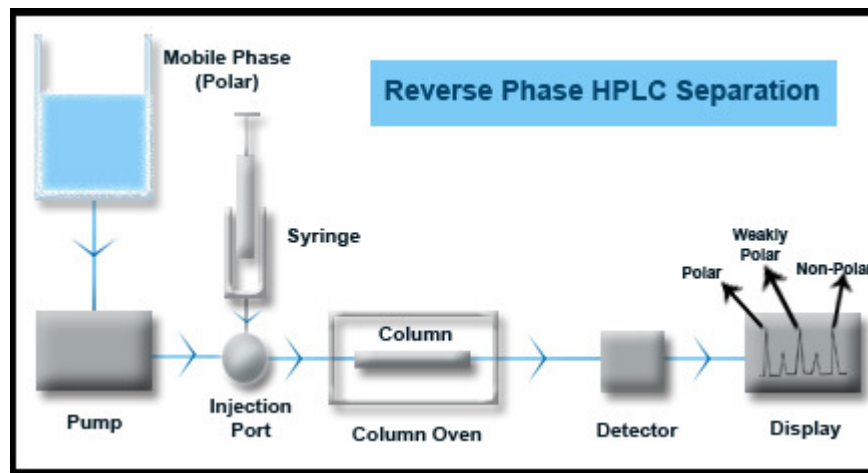 Mobile Phase
(Polar)
Reverse Phase HPLC Separation
Syringe
Weakly
Polar
Polar
Non-Polar
Column
Pump
Injection
Port
Column Oven
Detector
Display